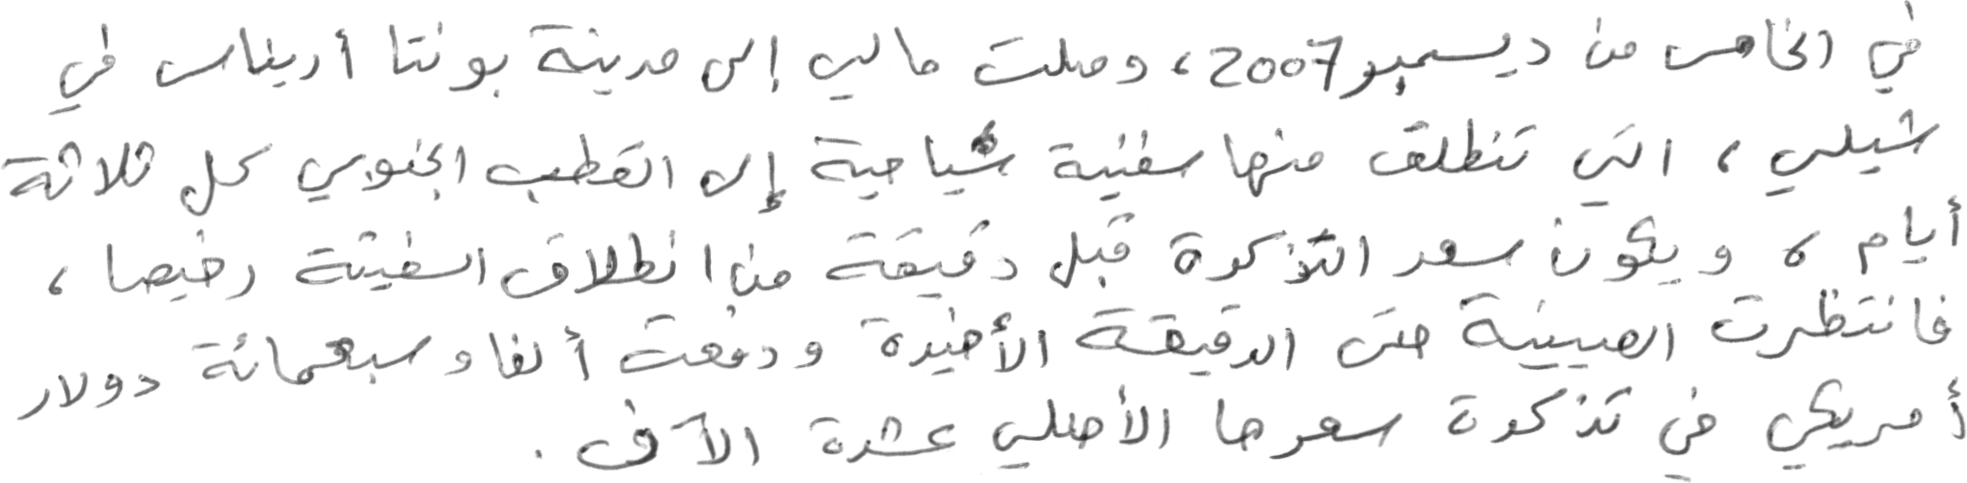 في الخامس من ديسمبر 2007، وصلت مالي إلى مدينة بونتا أريناس في
شيلي، التي تنطلق منها سفينة سياحية إلى القطب الجنوبي كل ثلاثة
أيام، ويكون سعر التذكرة قبل دقيقة من انطلاق السفينة رخيصا،
فانتظرت الصينية حتى الدقيقة الأخيرة ودفعت ألفا وسبعمائة دولار
أمريكي في تذكرة سعرها الأصلي عشرة آلاف.